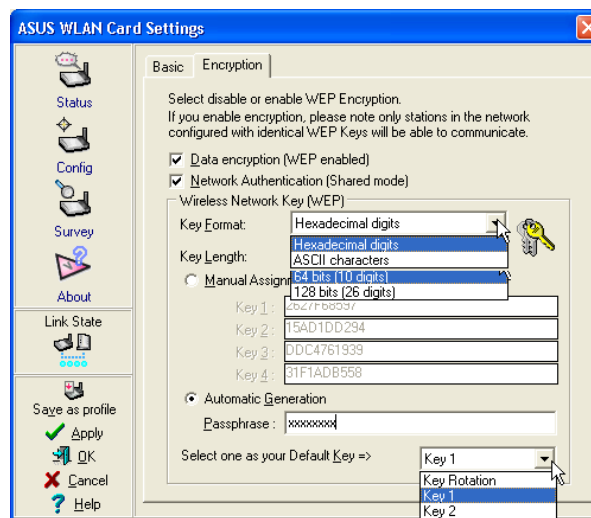 ASUS WLAN Card Settings
Status
Config
Survey
About
Link State
Save as profile
Apply
OK
Cancel
Help
Basic
Encryption
Select disable or enable WEP Encryption.
If you enable encryption, please note only stations in the network
configured with identical WEP Keys will be able to communicate.
Data encryption (WEP enabled)
Network Authentication (Shared mode)
Wireless Network Key (WEP)
Key Format: Hexadecimal digits
Hexadecimal digits
ASCII characters
Key Length:
64 bits (10 digits)
128 bits (26 digits)
Manual Assign
Key 1 : 2627F68597
Key 2 : 15AD1DD294
Key 3 : DDC4761939
Key 4 : 31F1ADB558
Automatic Generation
Passphrase : xxxxxxxx
Select one as your Default Key => Key 1
Key Rotation
Key 1
Key 2